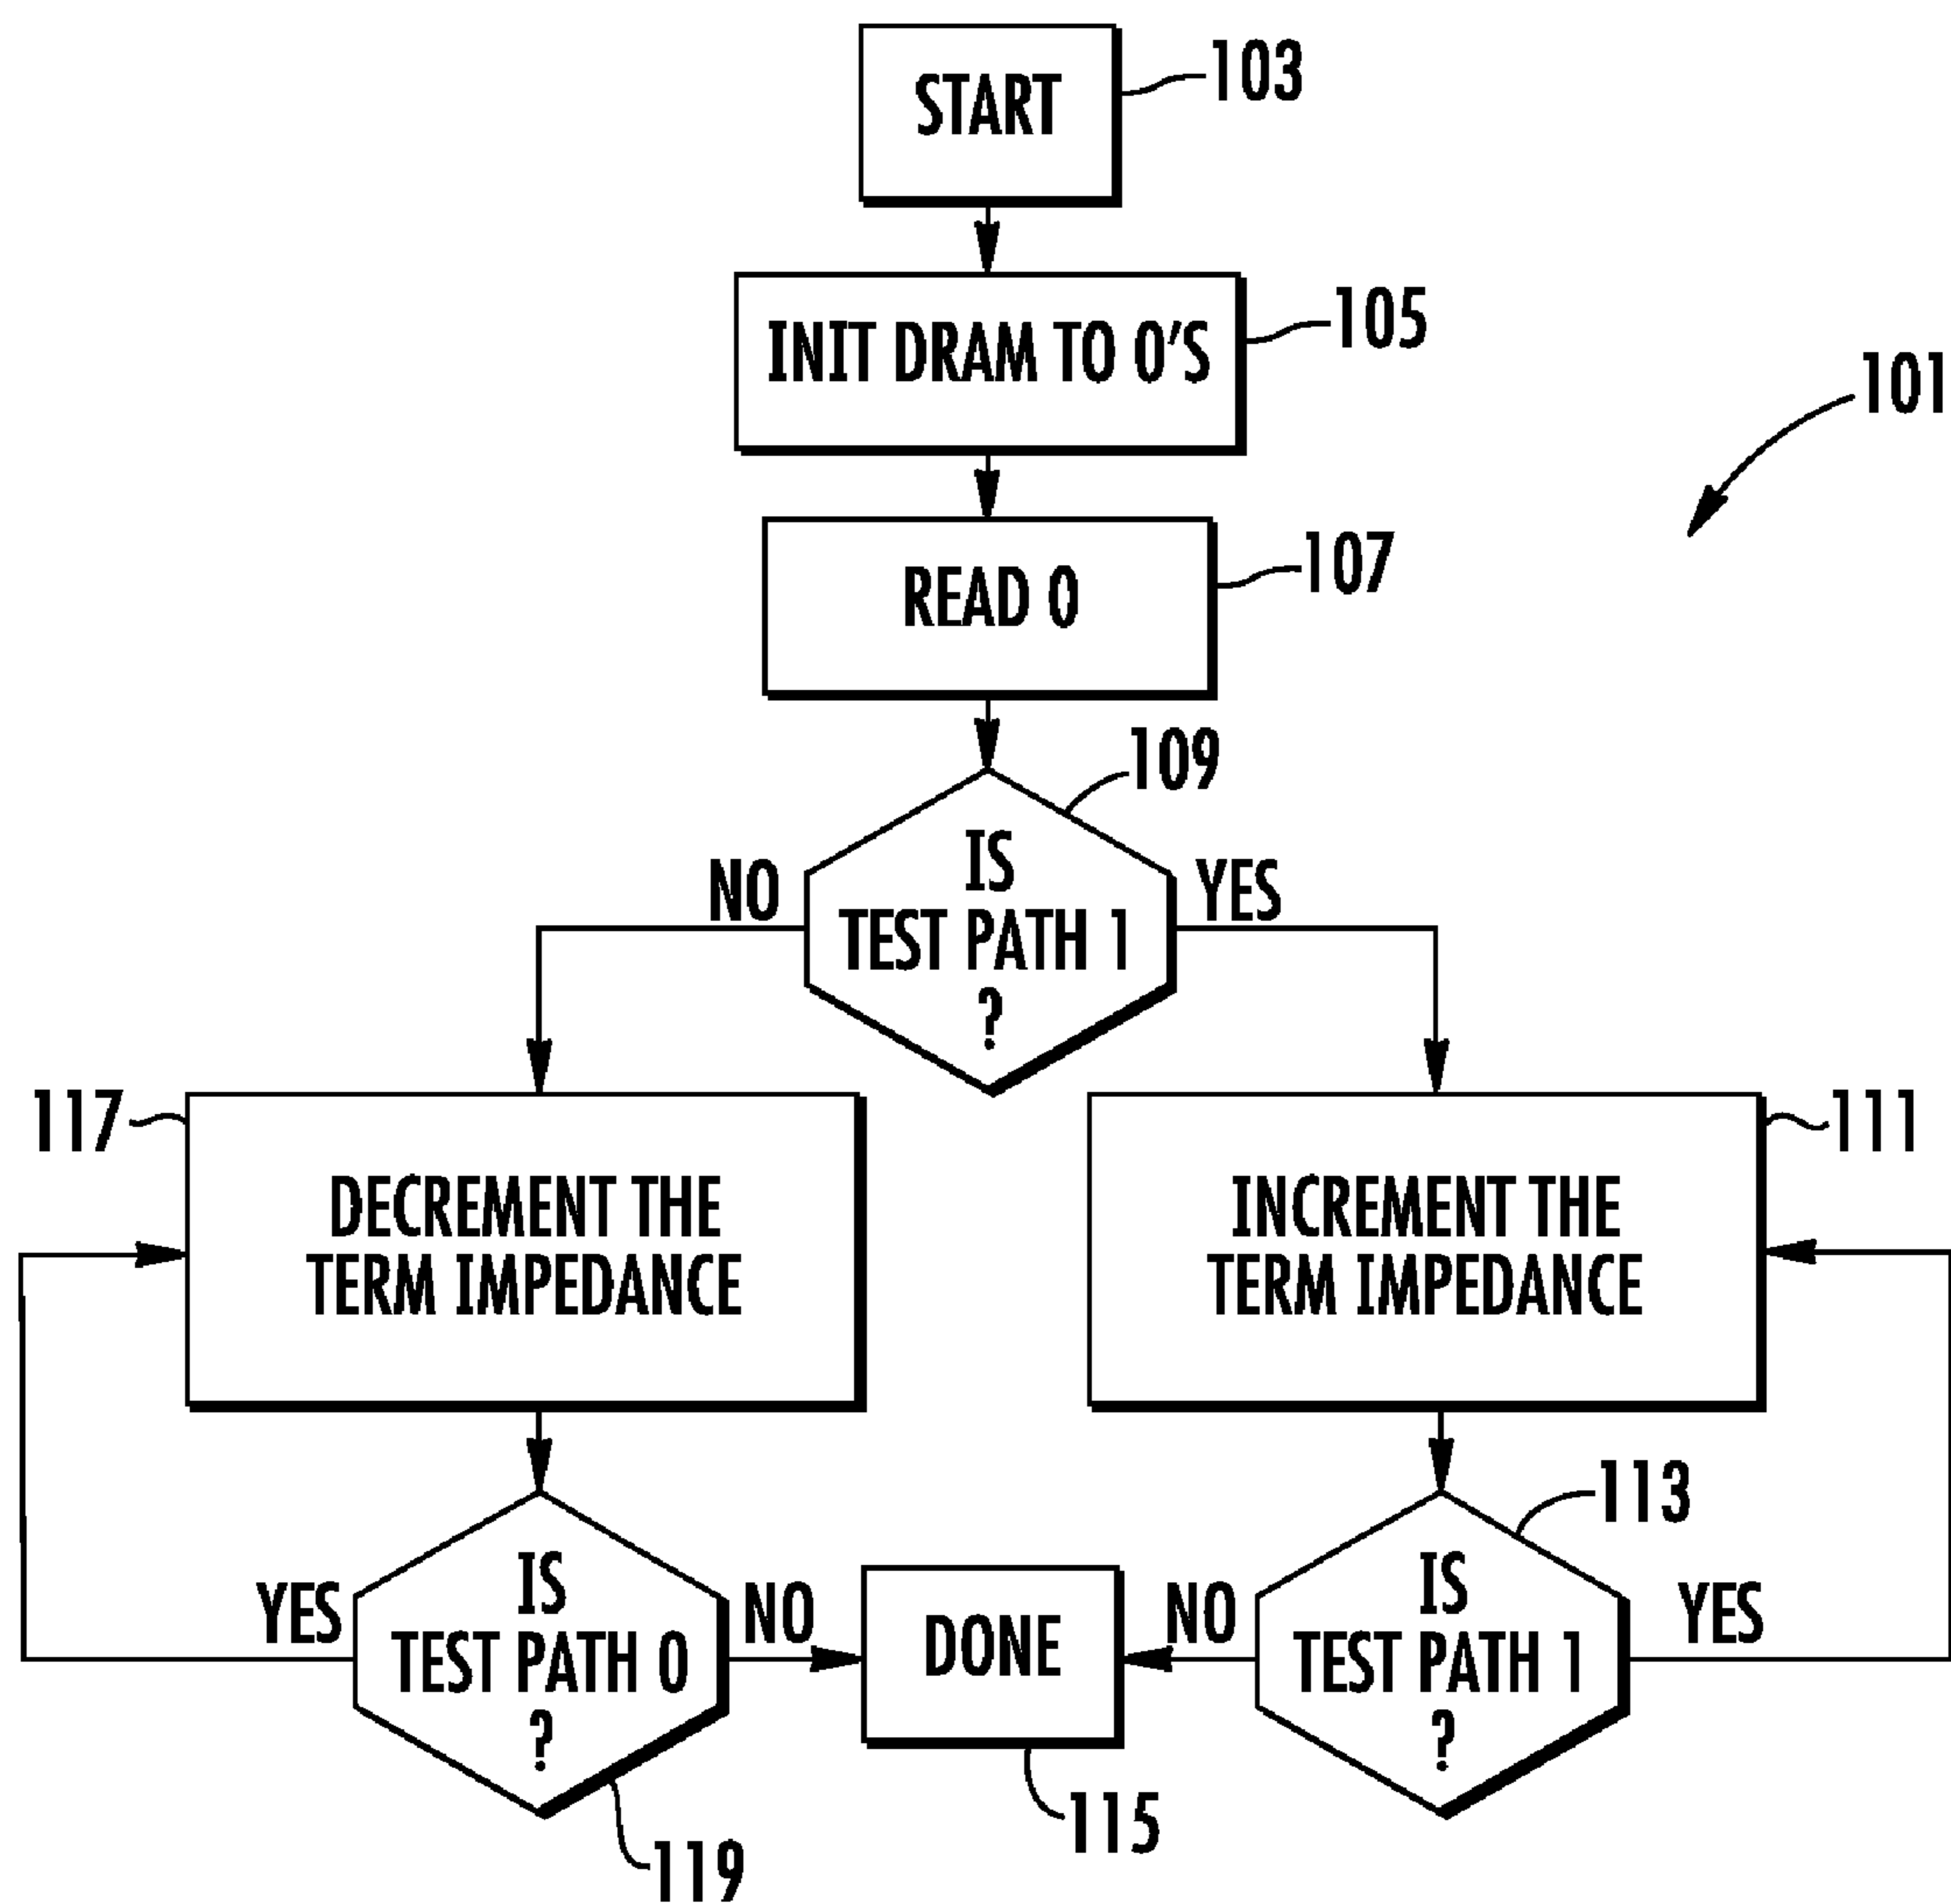 START
103
INIT DRAM TO 0'S
105
101
READ 0
107
109
IS
TEST PATH 1
?
NO
YES
117
DECREMENT THE
TERM IMPEDANCE
111
INCREMENT THE
TERM IMPEDANCE
113
YES
IS
TEST PATH 0
?
NO
DONE
NO
IS
TEST PATH 1
?
YES
115
119